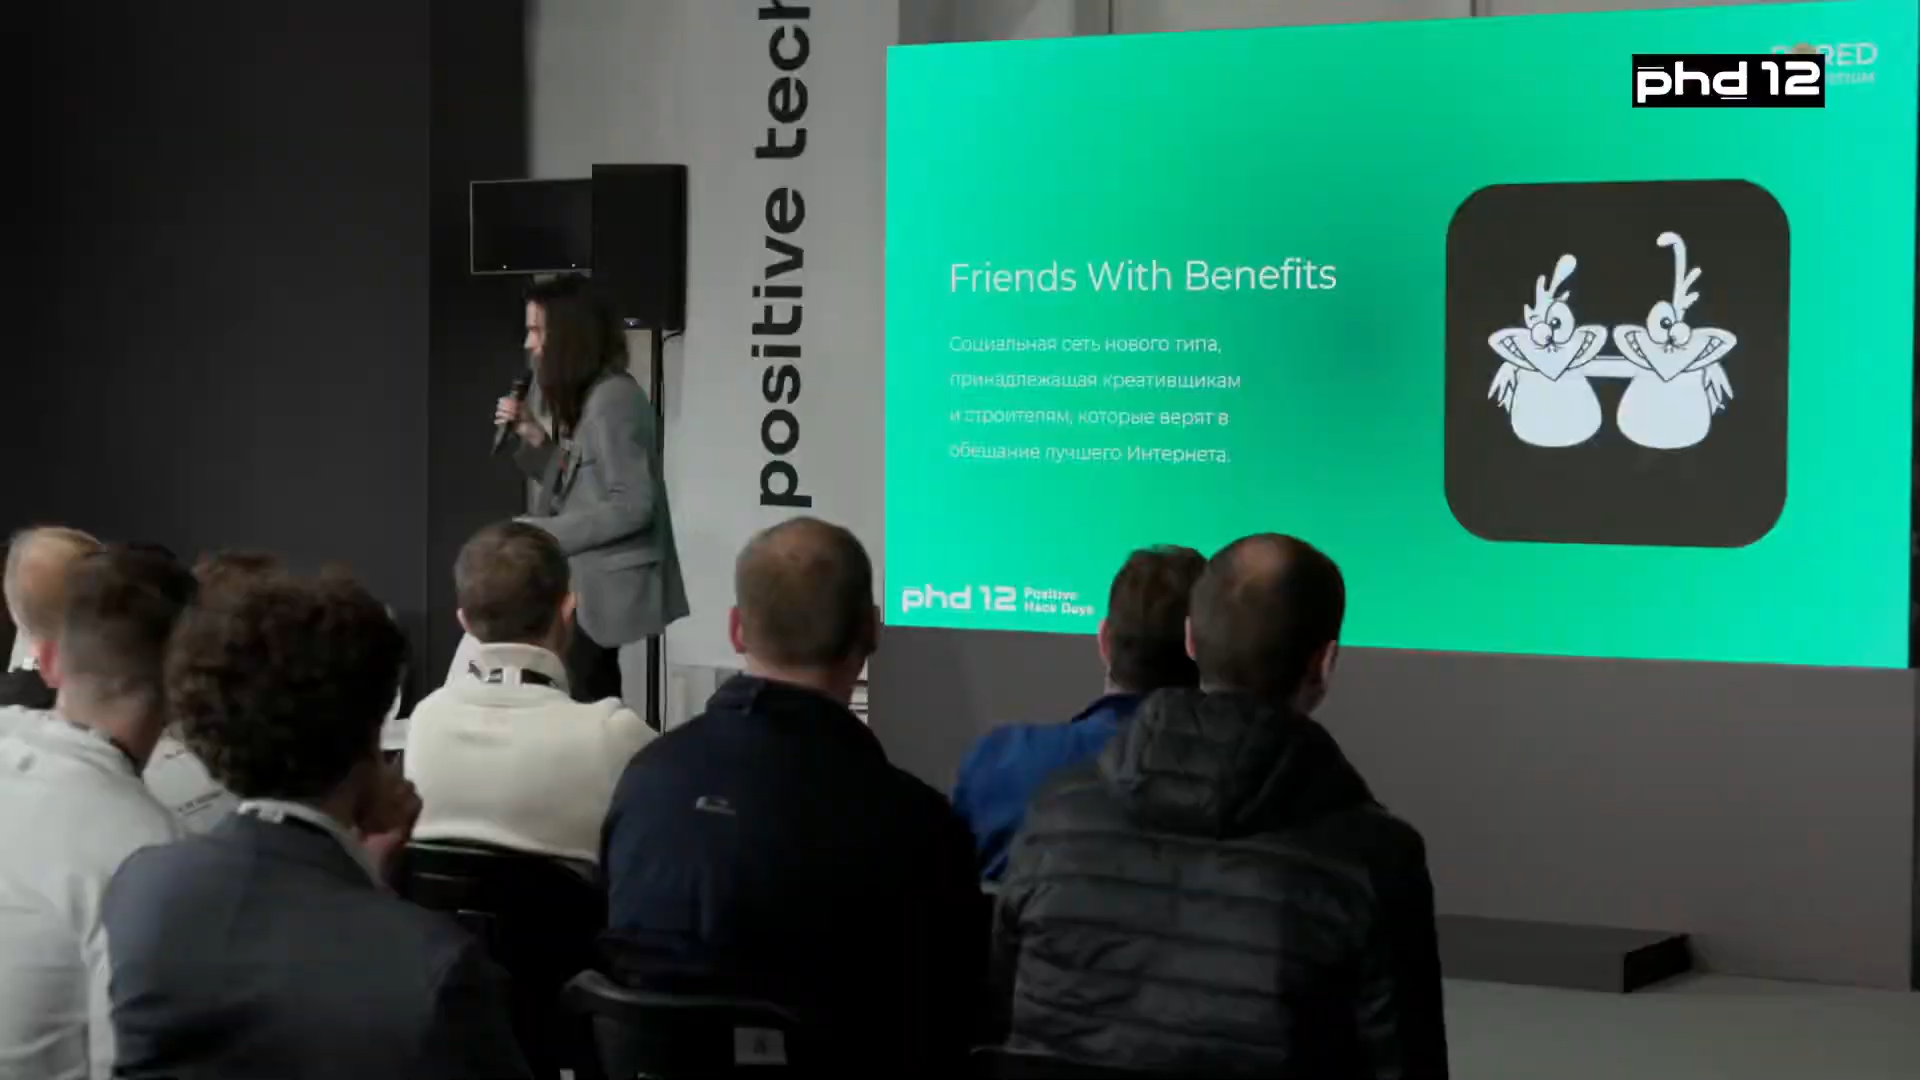 positive tech
RED
phd 12
Friends With Benefits
Социальная сеть нового типа,
принадлежащая креативщикам
и строителям, которые верят в
обещание лучшего Интернета.
phd 12 Positive
Hack Days